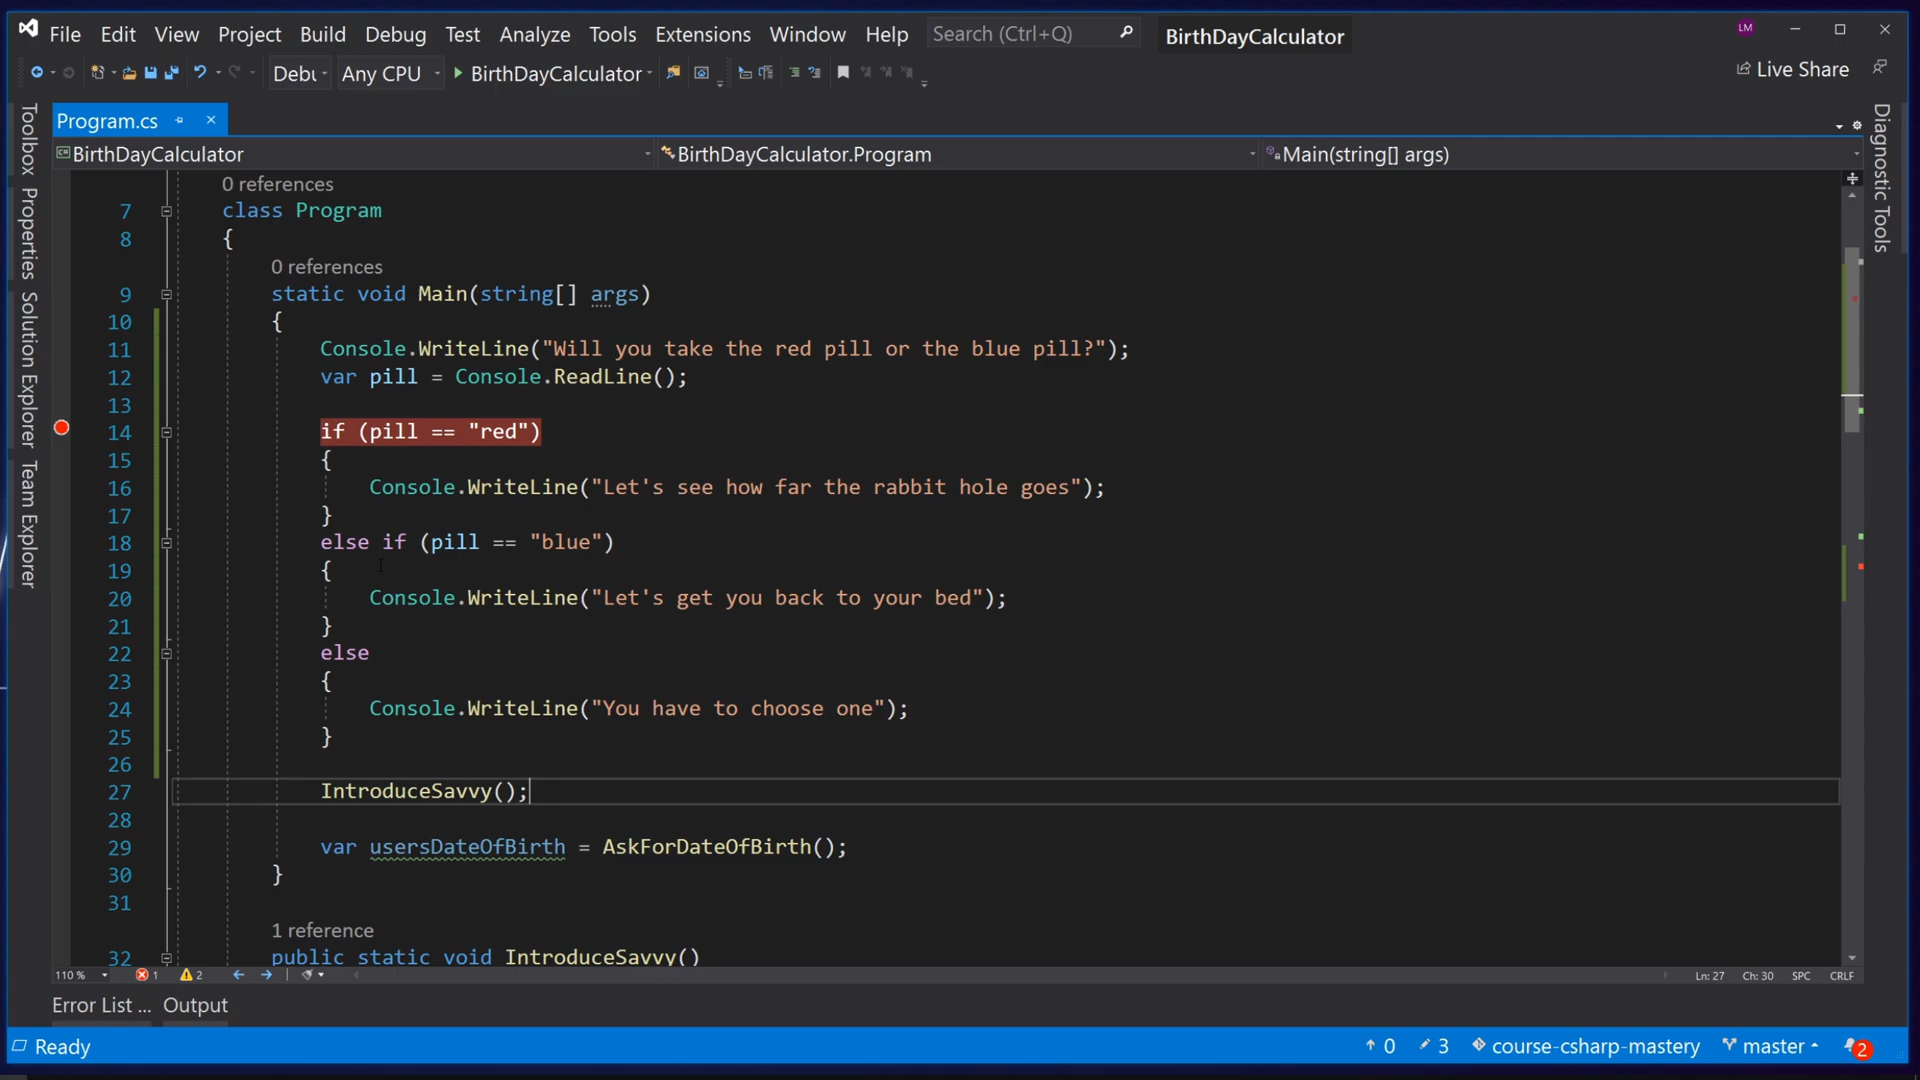 File Edit View Project Build Debug Test Analyze Tools Extensions Window Help Search (Ctrl+Q) BirthDayCalculator LM
Debu Any CPU BirthDayCalculator Live Share
Toolbox
Properties
Solution Explorer
Team Explorer
Program.cs
BirthDayCalculator BirthDayCalculator.Program Main(string[] args)
Diagnostic Tools
0 references
7 class Program
8 {
0 references
9 static void Main(string[] args)
10 {
11 Console.WriteLine("Will you take the red pill or the blue pill?");
12 var pill = Console.ReadLine();
13
14 if (pill == "red")
15 {
16 Console.WriteLine("Let's see how far the rabbit hole goes");
17 }
18 else if (pill == "blue")
19 {
20 Console.WriteLine("Let's get you back to your bed");
21 }
22 else
23 {
24 Console.WriteLine("You have to choose one");
25 }
26
27 IntroduceSavvy();
28
29 var usersDateOfBirth = AskForDateOfBirth();
30 }
31
1 reference
32 public static void IntroduceSavvy()
110 % 1 2 Ln: 27 Ch: 30 SPC CRLF
Error List ... Output
Ready 0 3 course-csharp-mastery master 2